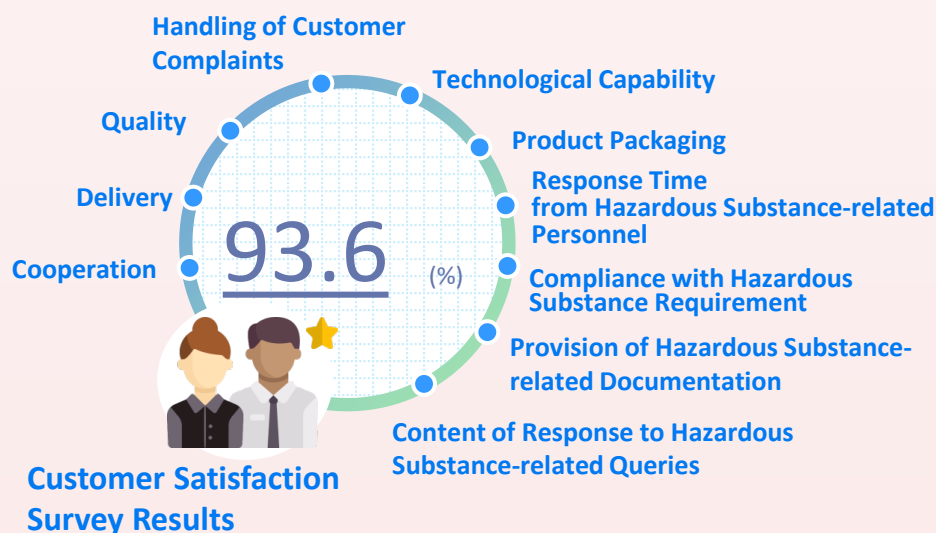 Handling of Customer
Complaints
Technological Capability
Quality
Product Packaging
Response Time
from Hazardous Substance-related
Personnel
Delivery
93.6
(%)
Cooperation
Compliance with Hazardous
Substance Requirement
Provision of Hazardous Substance-
related Documentation
Content of Response to Hazardous
Substance-related Queries
Customer Satisfaction
Survey Results